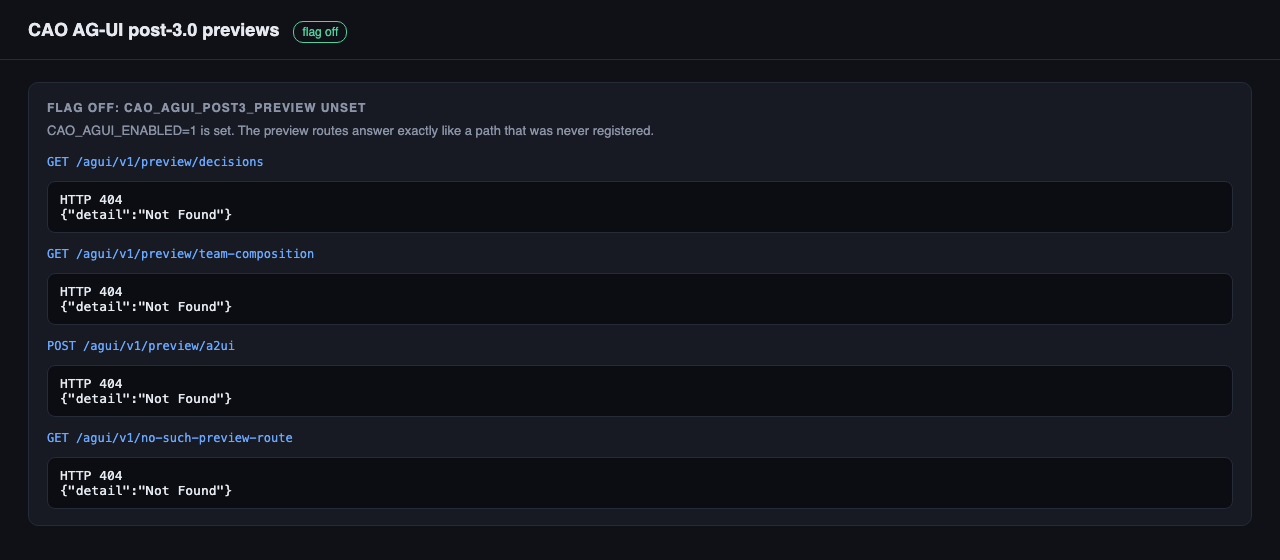 CAO AG-UI post-3.0 previews
flag off
FLAG OFF: CAO_AGUI_POST3_PREVIEW UNSET
CAO_AGUI_ENABLED=1 is set. The preview routes answer exactly like a path that was never registered.
GET /agui/v1/preview/decisions
HTTP 404
{"detail":"Not Found"}
GET /agui/v1/preview/team-composition
HTTP 404
{"detail":"Not Found"}
POST /agui/v1/preview/a2ui
HTTP 404
{"detail":"Not Found"}
GET /agui/v1/no-such-preview-route
HTTP 404
{"detail":"Not Found"}